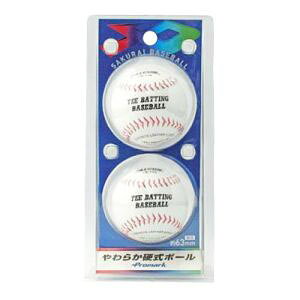 SAKURAI BASEBALL
TEE BATTING
BASEBALL
TEE BATTING
BASEBALL
約63mm
やわらか硬式ボール
Promark